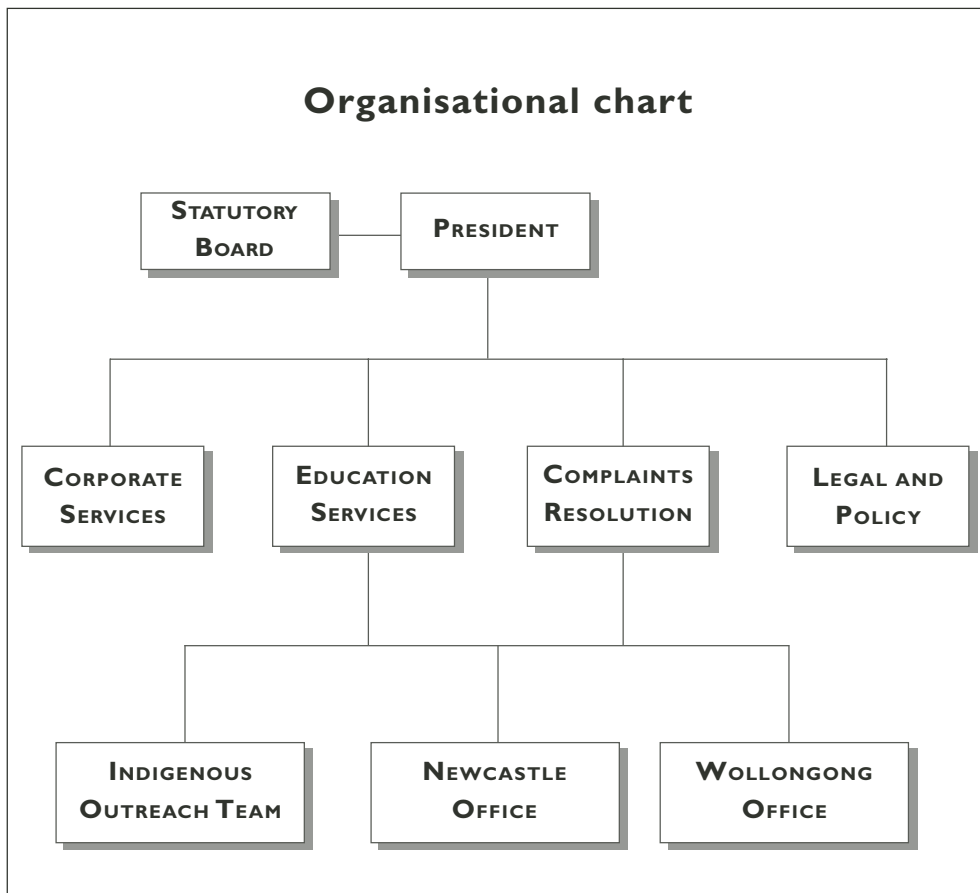 Organisational chart
STATUTORY
BOARD
PRESIDENT
CORPORATE
SERVICES
EDUCATION
SERVICES
COMPLAINTS
RESOLUTION
LEGAL AND
POLICY
INDIGENOUS
OUTREACH TEAM
NEWCASTLE
OFFICE
WOLLONGONG
OFFICE